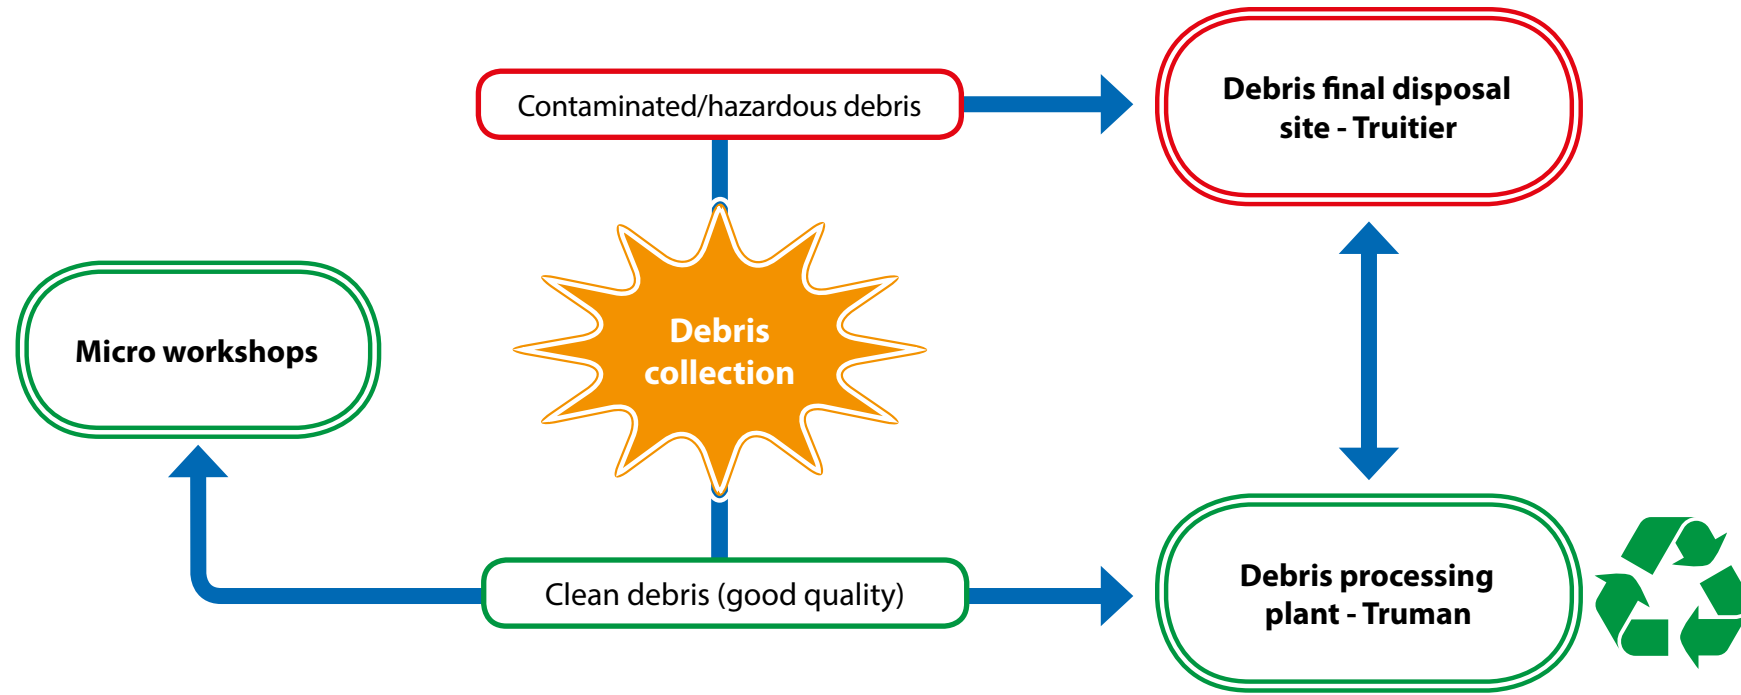 Contaminated/hazardous debris
Debris final disposal
site - Truitier
Debris
collection
Micro workshops
Clean debris (good quality)
Debris processing
plant - Truman